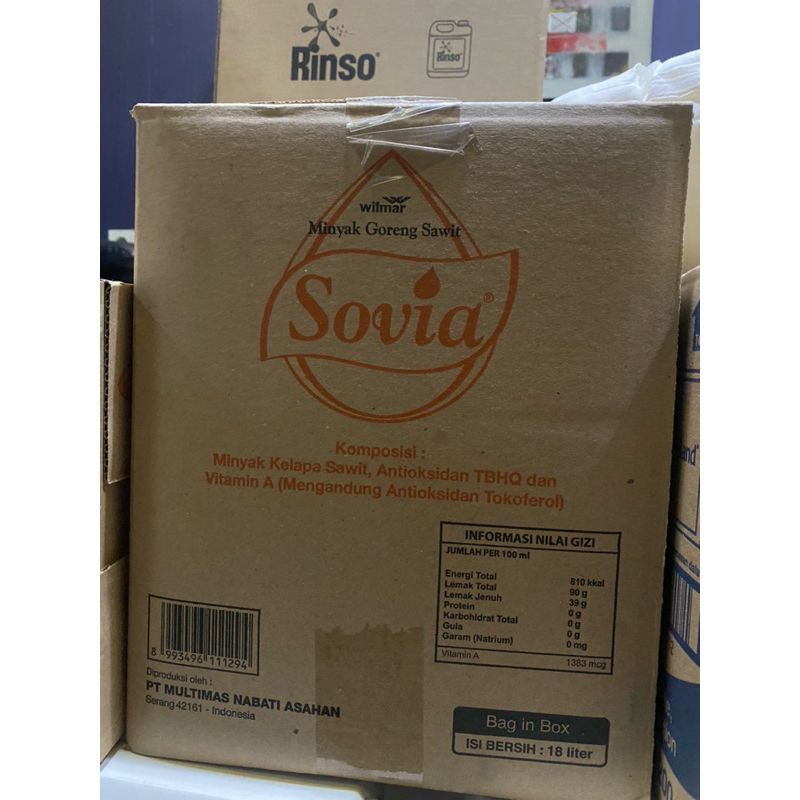 Rinso
Rinso
wilmar
Minyak Goreng Sawit
Sovia®
Komposisi :
Minyak Kelapa Sawit, Antioksidan TBHQ dan
Vitamin A (Mengandung Antioksidan Tokoferol)
INFORMASI NILAI GIZI
JUMLAH PER 100 ml
Energi Total 810 kkal
Lemak Total 90 g
Lemak Jenuh 39 g
Protein 0 g
Karbohidrat Total 0 g
Gula 0 g
Garam (Natrium) 0 mg
Vitamin A 1383 mcg
8 993496 111294
Diproduksi oleh :
PT MULTIMAS NABATI ASAHAN
Serang 42161 - Indonesia
Bag in Box
ISI BERSIH : 18 liter